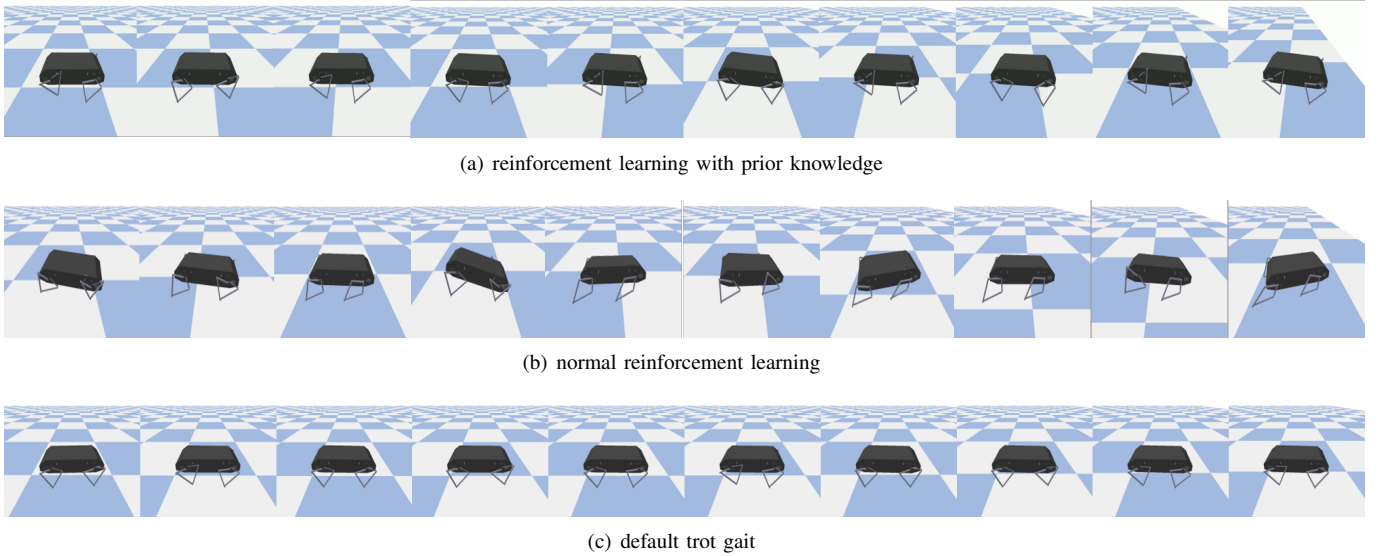 (a) reinforcement learning with prior knowledge
(b) normal reinforcement learning
(c) default trot gait